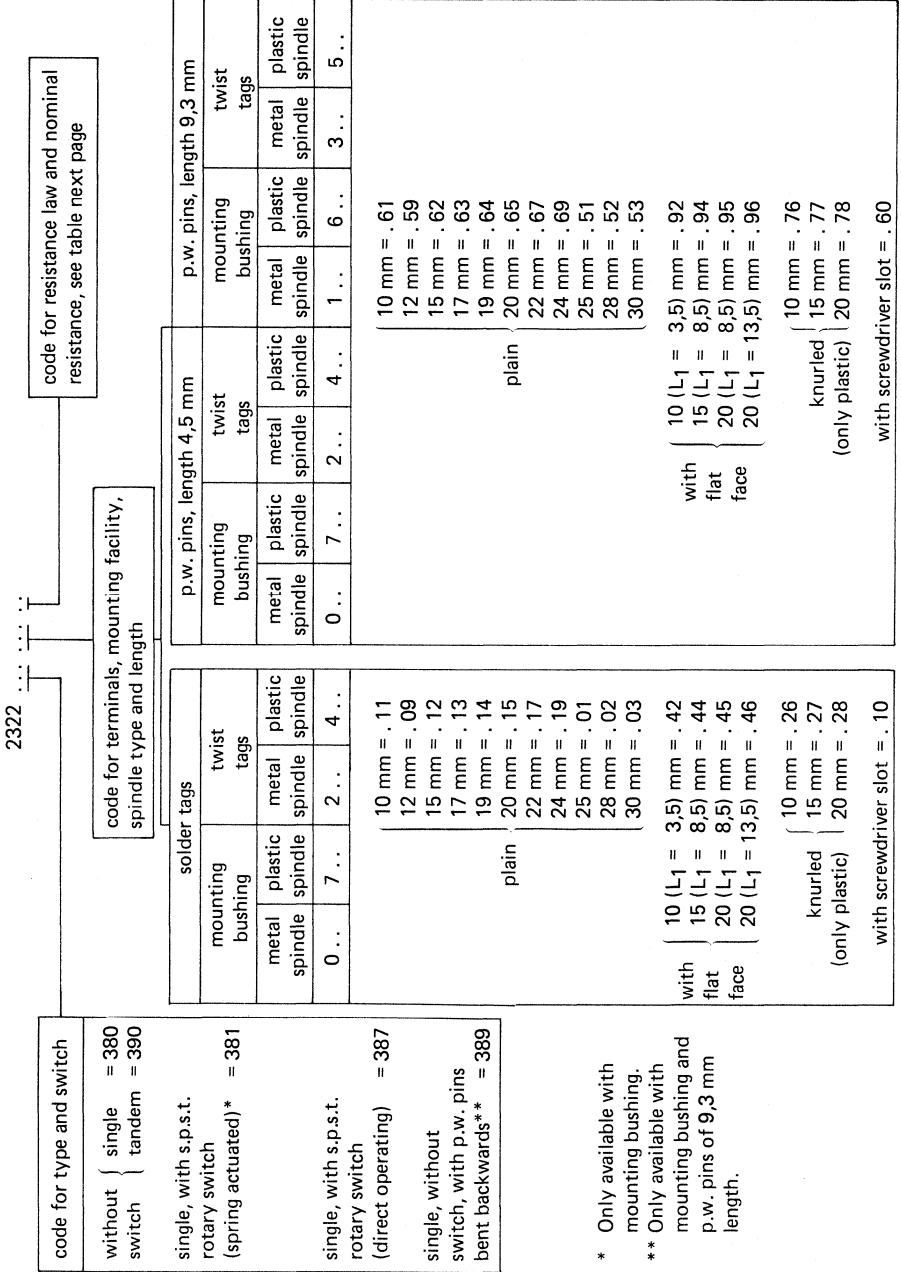 2322 ... ... ..
code for resistance law and nominal
resistance, see table next page
code for terminals, mounting facility,
spindle type and length
code for type and switch
without switch { single = 380
tandem = 390
single, with s.p.s.t.
rotary switch
(spring actuated)* = 381
single, with s.p.s.t.
rotary switch
(direct operating) = 387
single, without
switch, with p.w. pins
bent backwards** = 389
* Only available with
mounting bushing.
** Only available with
mounting bushing and
p.w. pins of 9,3 mm
length.
solder tags
mounting bushing | twist tags
metal spindle | plastic spindle | metal spindle | plastic spindle
0 . . | 7 . . | 2 . . | 4 . .
plain
10 mm = . 11
12 mm = . 09
15 mm = . 12
17 mm = . 13
19 mm = . 14
20 mm = . 15
22 mm = . 17
24 mm = . 19
25 mm = . 01
28 mm = . 02
30 mm = . 03
with flat face
10 (L1 = 3,5) mm = . 42
15 (L1 = 8,5) mm = . 44
20 (L1 = 8,5) mm = . 45
20 (L1 = 13,5) mm = . 46
knurled (only plastic)
10 mm = . 26
15 mm = . 27
20 mm = . 28
with screwdriver slot = . 10
p.w. pins, length 4,5 mm | p.w. pins, length 9,3 mm
mounting bushing | twist tags | mounting bushing | twist tags
metal spindle | plastic spindle | metal spindle | plastic spindle | metal spindle | plastic spindle | metal spindle | plastic spindle
0 . . | 7 . . | 2 . . | 4 . . | 1 . . | 6 . . | 3 . . | 5 . .
plain
10 mm = . 61
12 mm = . 59
15 mm = . 62
17 mm = . 63
19 mm = . 64
20 mm = . 65
22 mm = . 67
24 mm = . 69
25 mm = . 51
28 mm = . 52
30 mm = . 53
with flat face
10 (L1 = 3,5) mm = . 92
15 (L1 = 8,5) mm = . 94
20 (L1 = 8,5) mm = . 95
20 (L1 = 13,5) mm = . 96
knurled (only plastic)
10 mm = . 76
15 mm = . 77
20 mm = . 78
with screwdriver slot = . 60